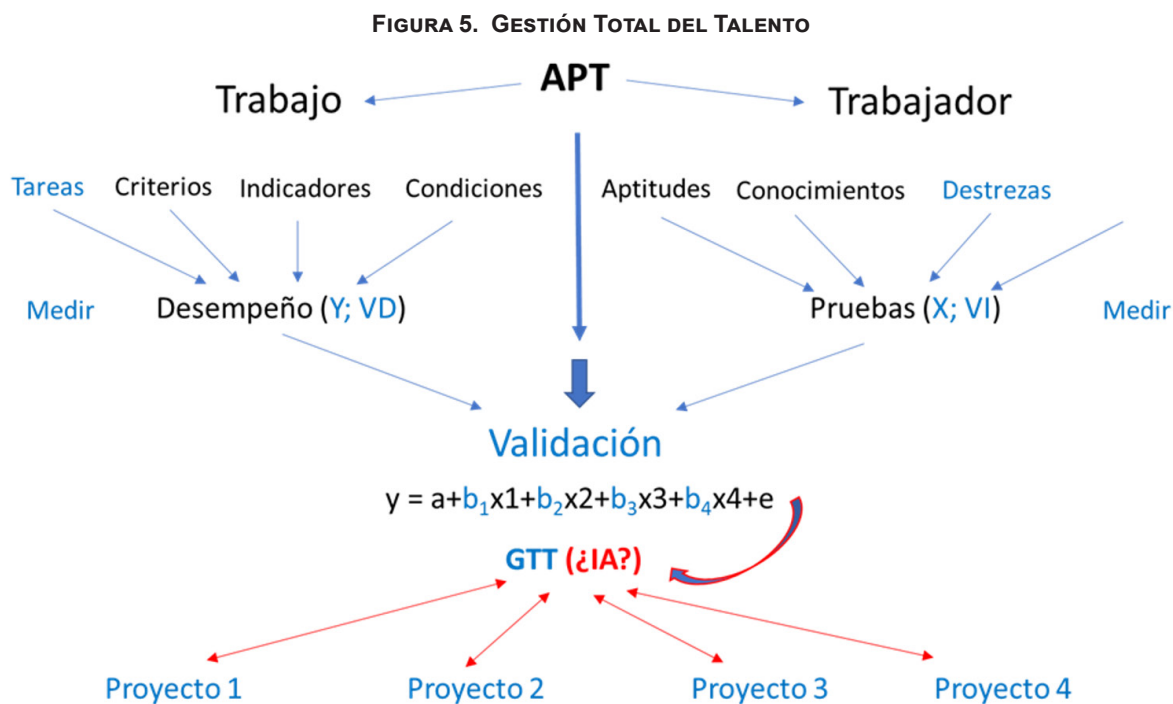 FIGURA 5. GESTIÓN TOTAL DEL TALENTO
APT
Trabajo
Trabajador
Tareas Criterios Indicadores Condiciones Aptitudes Conocimientos Destrezas
Medir Desempeño (Y; VD) Pruebas (X; VI) Medir
Validación
y = a+b₁x1+b₂x2+b₃x3+b₄x4+e
GTT (¿IA?)
Proyecto 1 Proyecto 2 Proyecto 3 Proyecto 4